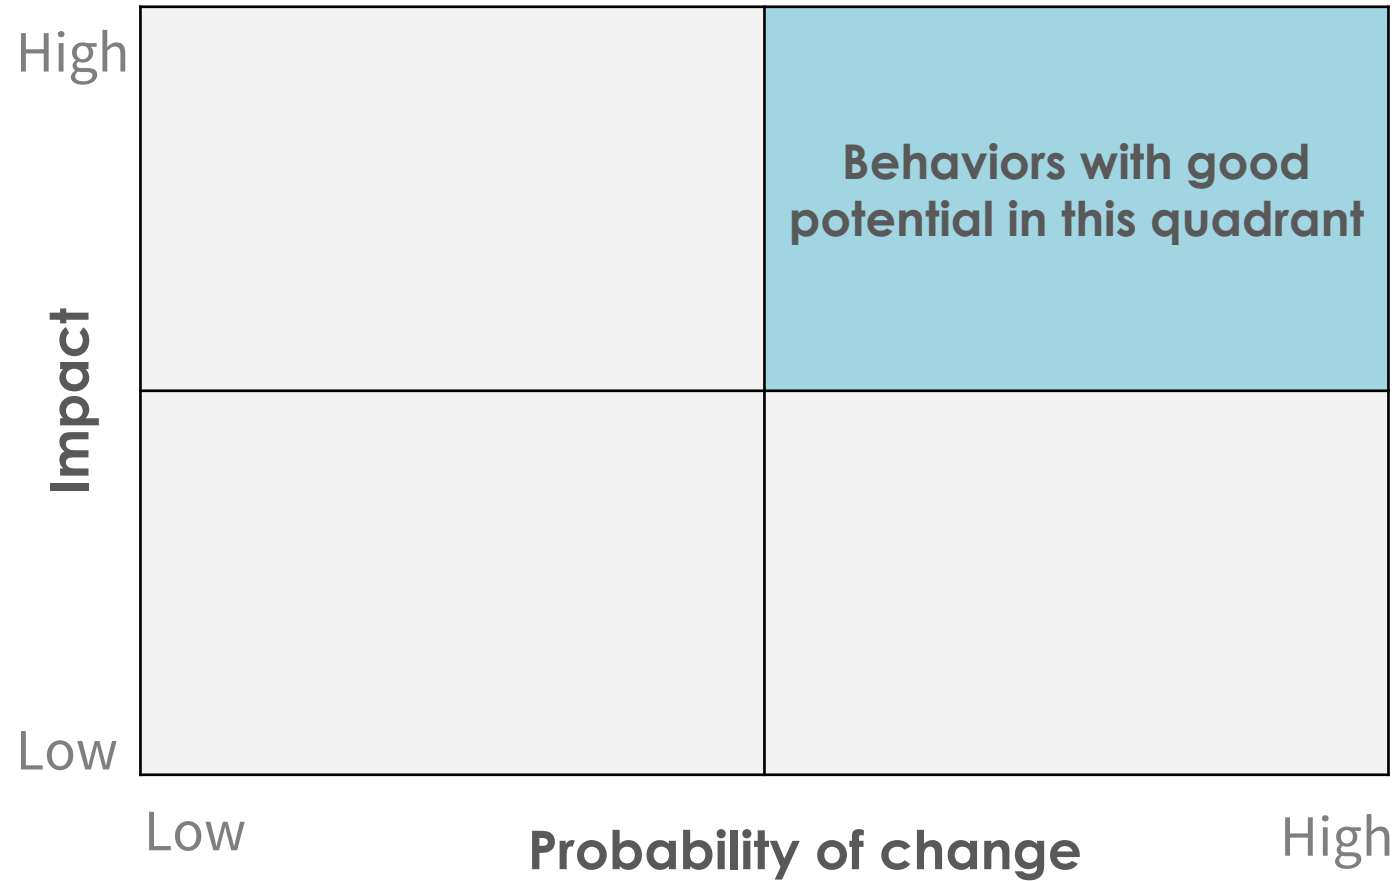 High
Behaviors with good
potential in this quadrant
Impact
Low
Low
Probability of change
High